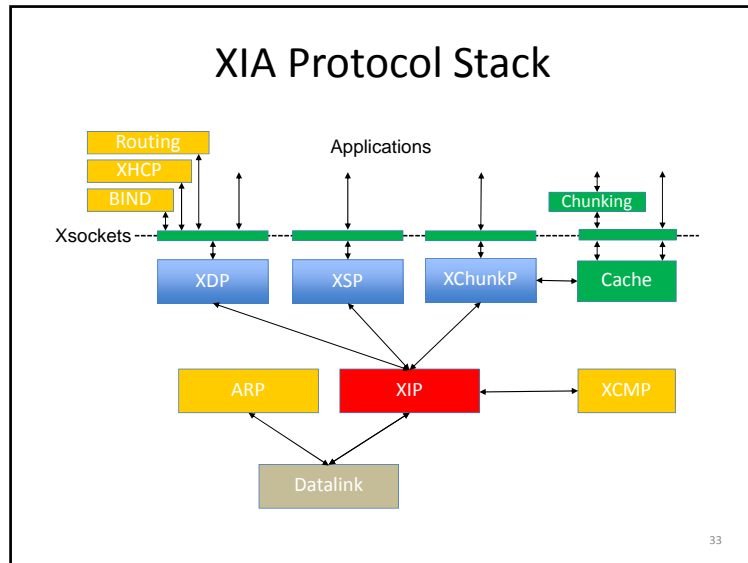 XIA Protocol Stack
Routing
Applications
XHCP
BIND
Chunking
Xsockets
XDP
XSP
XChunkP
Cache
ARP
XIP
XCMP
Datalink
33